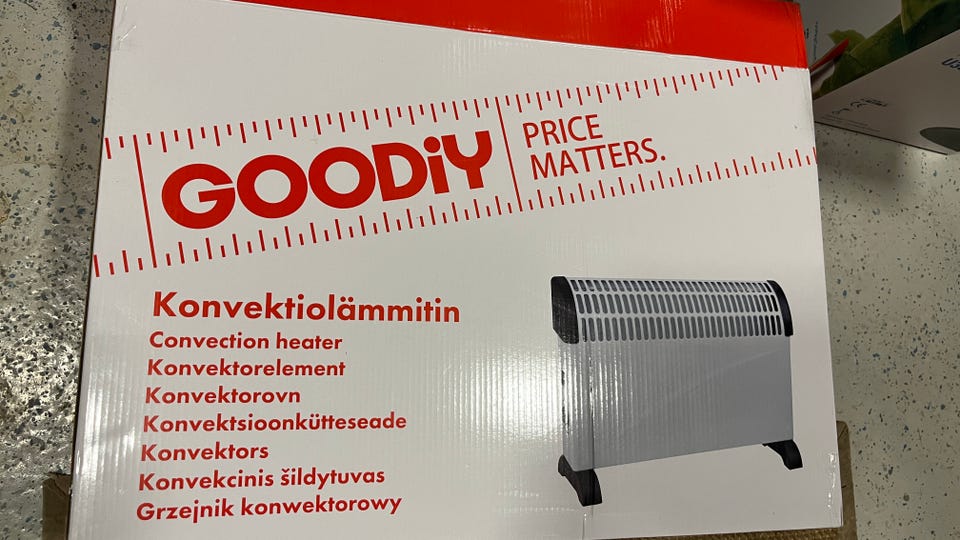 GOODiY
PRICE
MATTERS.
Konvektiolämmitin
Convection heater
Konvektorelement
Konvektorovn
Konvektsioonkütteseade
Konvektors
Konvekcinis šildytuvas
Grzejnik konwektorowy